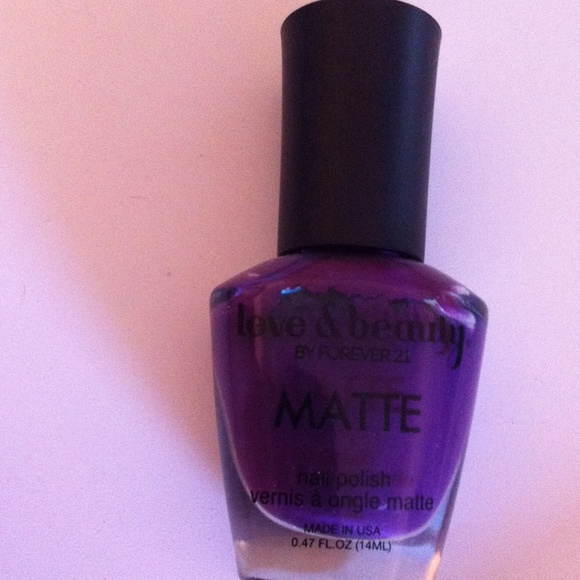 love & beauty
BY FOREVER 21
MATTE
nail polish
vernis à ongle matte
MADE IN USA
0.47 FL.OZ (14ML)